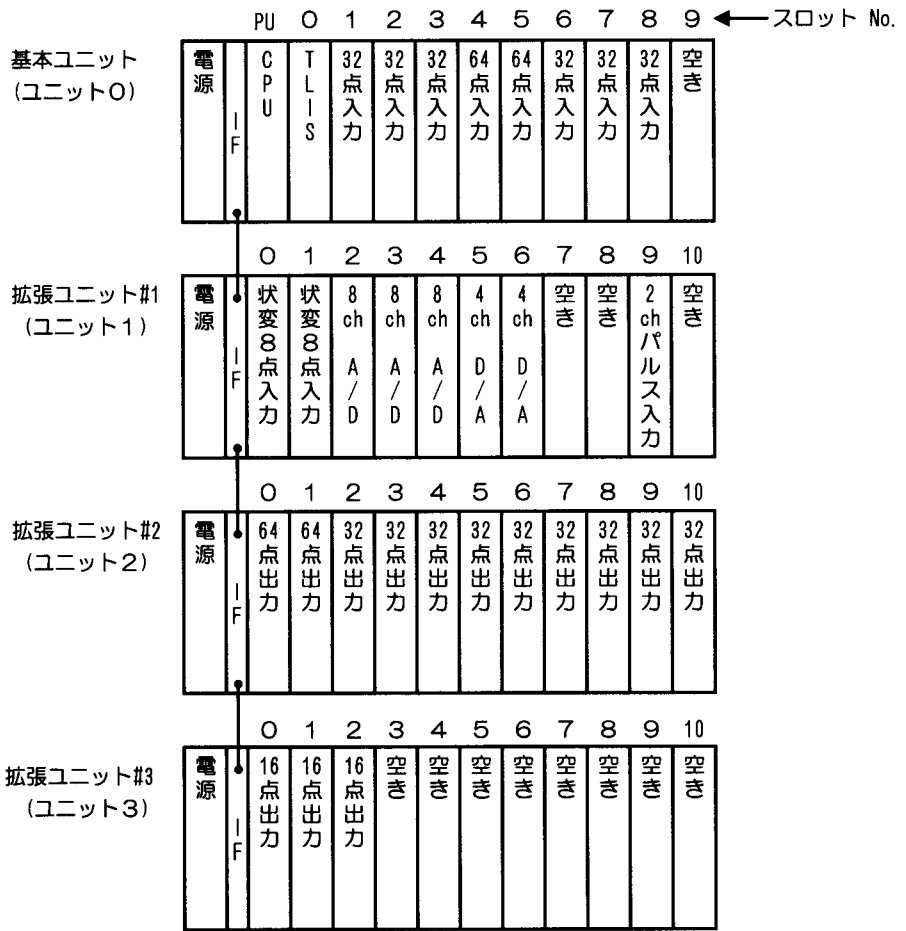 PU 0 1 2 3 4 5 6 7 8 9 ← スロット No.
基本ユニット
(ユニット0)
電源 IF CPU TLIS 32点入力 32点入力 32点入力 64点入力 64点入力 32点入力 32点入力 32点入力 空き
0 1 2 3 4 5 6 7 8 9 10
拡張ユニット#1
(ユニット1)
電源 IF 状変8点入力 状変8点入力 8ch A/D 8ch A/D 8ch A/D 4ch D/A 4ch D/A 空き 空き 2chパルス入力 空き
0 1 2 3 4 5 6 7 8 9 10
拡張ユニット#2
(ユニット2)
電源 IF 64点出力 64点出力 32点出力 32点出力 32点出力 32点出力 32点出力 32点出力 32点出力 32点出力 32点出力
0 1 2 3 4 5 6 7 8 9 10
拡張ユニット#3
(ユニット3)
電源 IF 16点出力 16点出力 16点出力 空き 空き 空き 空き 空き 空き 空き 空き